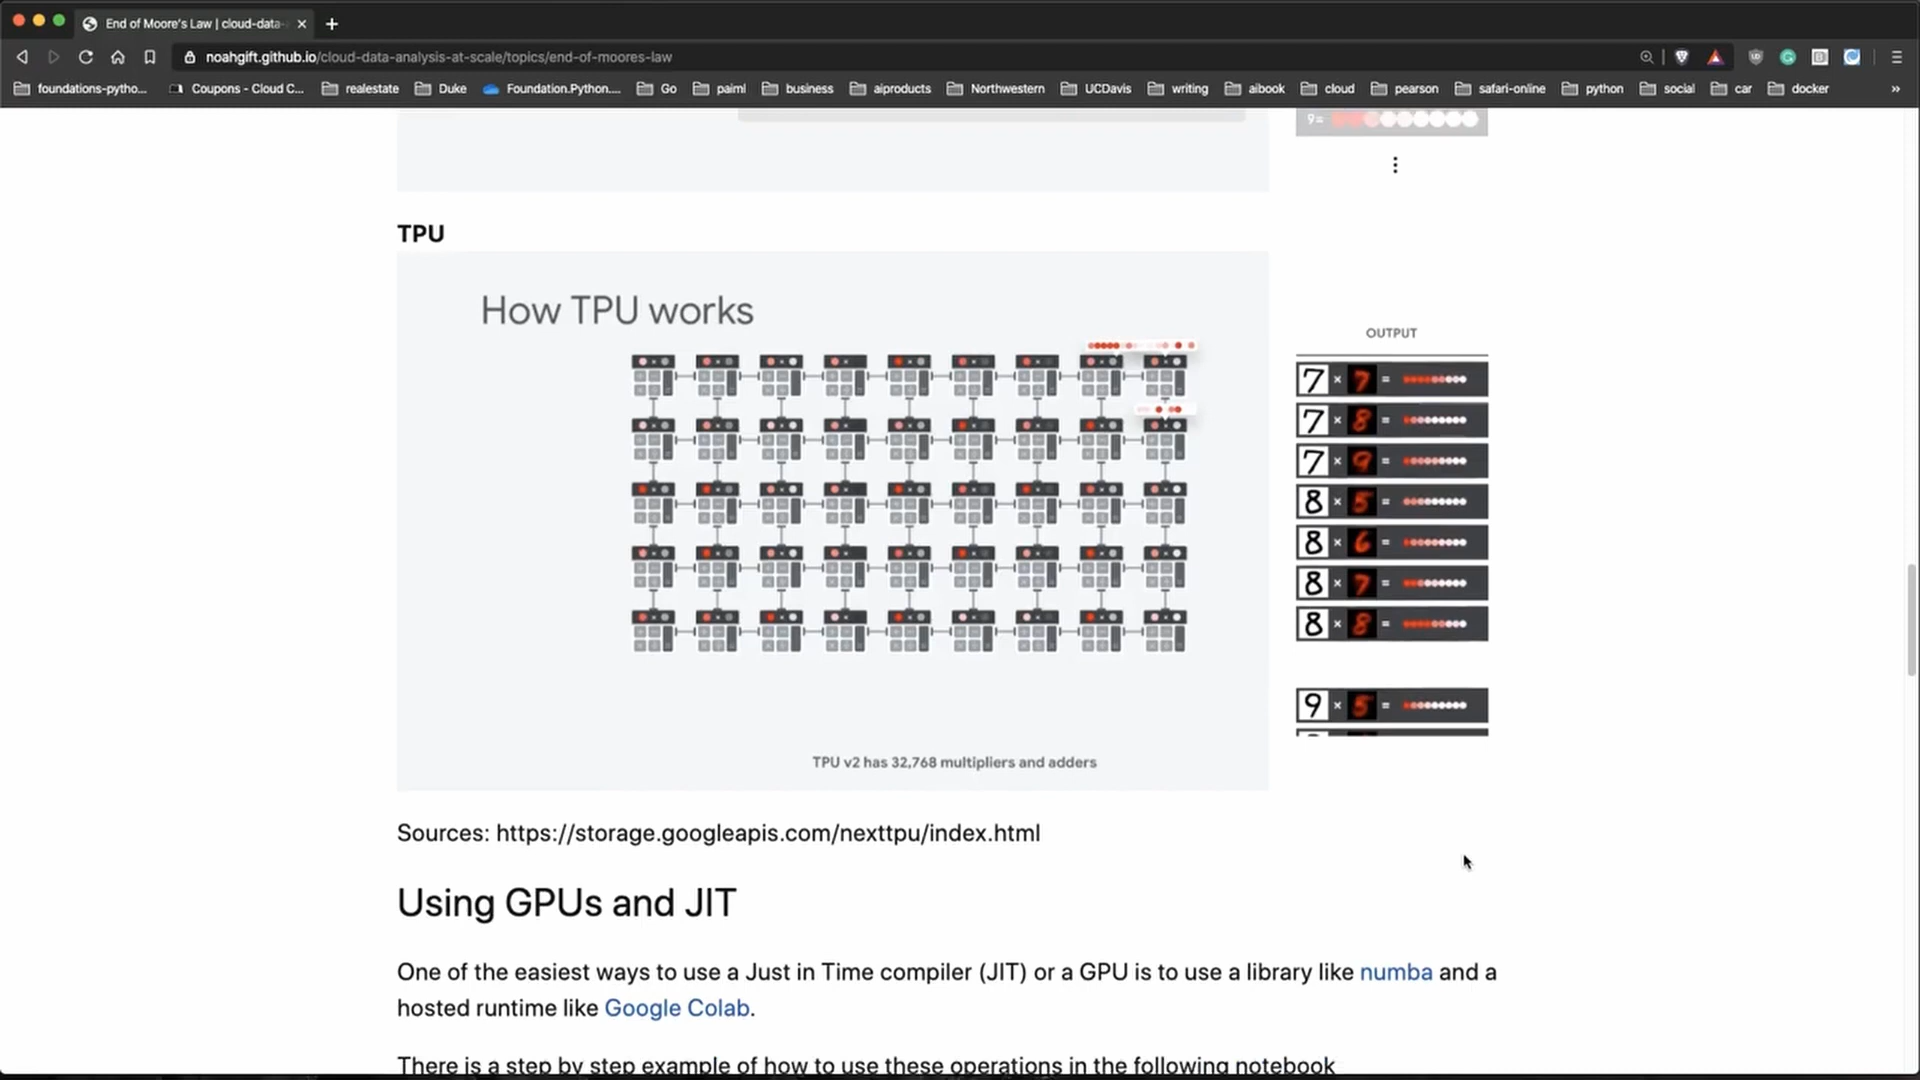 End of Moore's Law | cloud-data-
noahgift.github.io/cloud-data-analysis-at-scale/topics/end-of-moores-law
foundations-pytho... Coupons - Cloud C... realestate Duke Foundation.Python.... Go paiml business aiproducts Northwestern UCDavis writing aibook cloud pearson safari-online python social car docker »
9=
TPU
How TPU works
OUTPUT
7 × 7 =
7 × 8 =
7 × 9 =
8 × 5 =
8 × 6 =
8 × 7 =
8 × 8 =
9 × 5 =
TPU v2 has 32,768 multipliers and adders
Sources: https://storage.googleapis.com/nexttpu/index.html
Using GPUs and JIT
One of the easiest ways to use a Just in Time compiler (JIT) or a GPU is to use a library like numba and a
hosted runtime like Google Colab.
There is a step by step example of how to use these operations in the following notebook